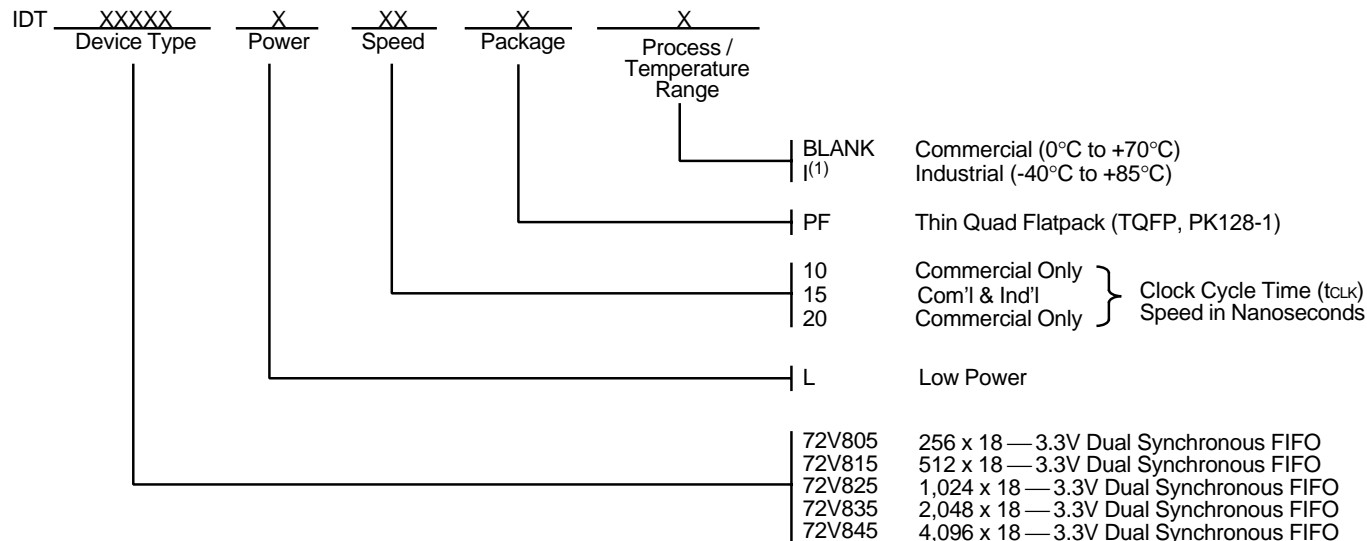 IDT XXXXX X XX X X
Device Type Power Speed Package Process / Temperature Range
BLANK Commercial (0°C to +70°C)
I(1) Industrial (-40°C to +85°C)
PF Thin Quad Flatpack (TQFP, PK128-1)
10 Commercial Only
15 Com’l & Ind’l
20 Commercial Only
Clock Cycle Time (tCLK)
Speed in Nanoseconds
L Low Power
72V805 256 x 18 — 3.3V Dual Synchronous FIFO
72V815 512 x 18 — 3.3V Dual Synchronous FIFO
72V825 1,024 x 18 — 3.3V Dual Synchronous FIFO
72V835 2,048 x 18 — 3.3V Dual Synchronous FIFO
72V845 4,096 x 18 — 3.3V Dual Synchronous FIFO